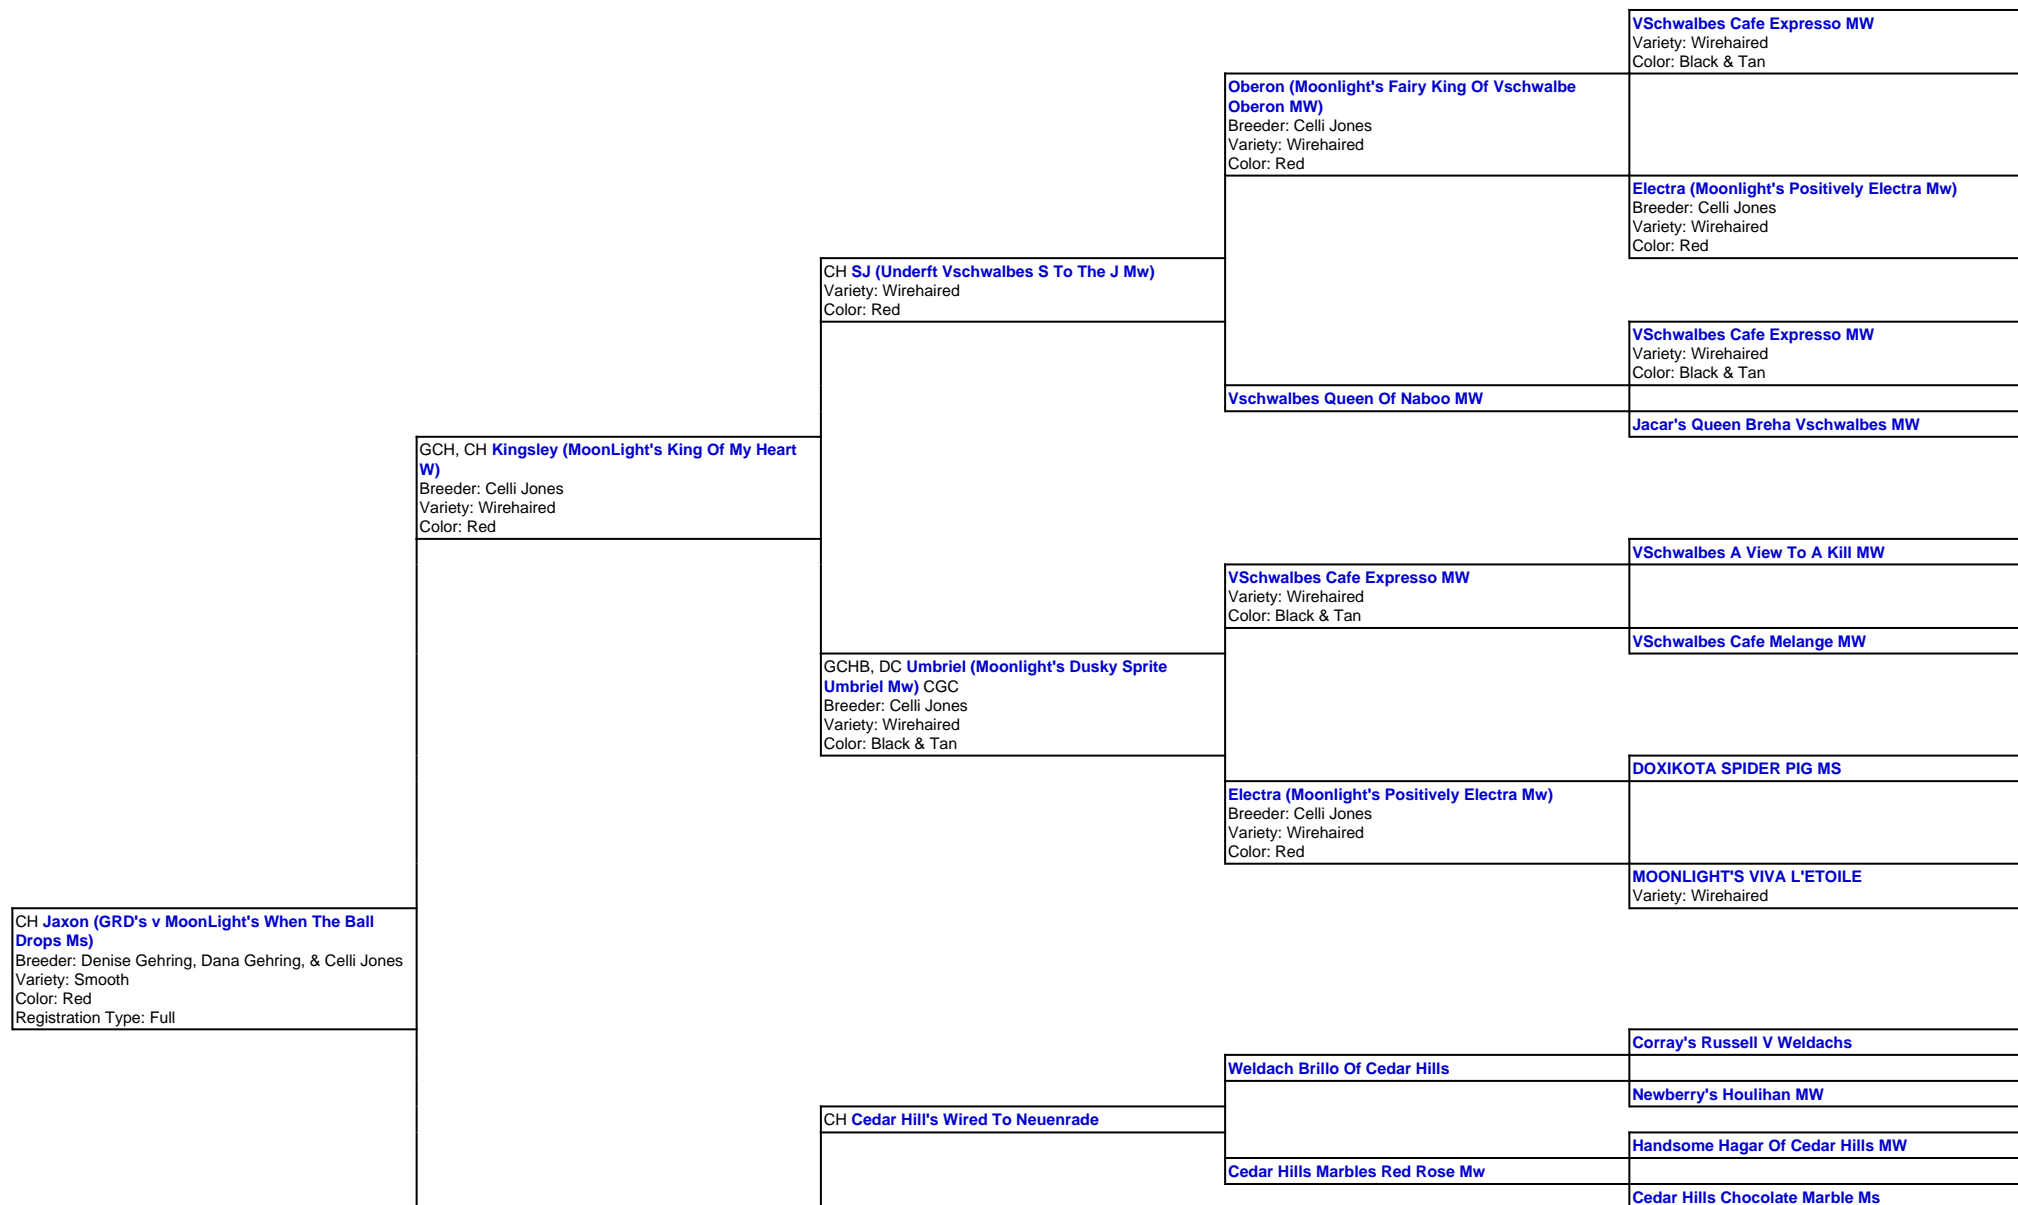 VSchwalbes Cafe Expresso MW
Variety: Wirehaired
Color: Black & Tan
Oberon (Moonlight's Fairy King Of Vschwalbe
Oberon MW)
Breeder: Celli Jones
Variety: Wirehaired
Color: Red
Electra (Moonlight's Positively Electra Mw)
Breeder: Celli Jones
Variety: Wirehaired
Color: Red
CH SJ (Underft Vschwalbes S To The J Mw)
Variety: Wirehaired
Color: Red
VSchwalbes Cafe Expresso MW
Variety: Wirehaired
Color: Black & Tan
Vschwalbes Queen Of Naboo MW
Jacar's Queen Breha Vschwalbes MW
GCH, CH Kingsley (MoonLight's King Of My Heart
W)
Breeder: Celli Jones
Variety: Wirehaired
Color: Red
VSchwalbes A View To A Kill MW
VSchwalbes Cafe Expresso MW
Variety: Wirehaired
Color: Black & Tan
VSchwalbes Cafe Melange MW
GCHB, DC Umbriel (Moonlight's Dusky Sprite
Umbriel Mw) CGC
Breeder: Celli Jones
Variety: Wirehaired
Color: Black & Tan
DOXIKOTA SPIDER PIG MS
Electra (Moonlight's Positively Electra Mw)
Breeder: Celli Jones
Variety: Wirehaired
Color: Red
MOONLIGHT'S VIVA L'ETOILE
Variety: Wirehaired
CH Jaxon (GRD's v MoonLight's When The Ball
Drops Ms)
Breeder: Denise Gehring, Dana Gehring, & Celli Jones
Variety: Smooth
Color: Red
Registration Type: Full
Corray's Russell V Weldachs
Weldach Brillo Of Cedar Hills
Newberry's Houlihan MW
CH Cedar Hill's Wired To Neuenrade
Handsome Hagar Of Cedar Hills MW
Cedar Hills Marbles Red Rose Mw
Cedar Hills Chocolate Marble Ms